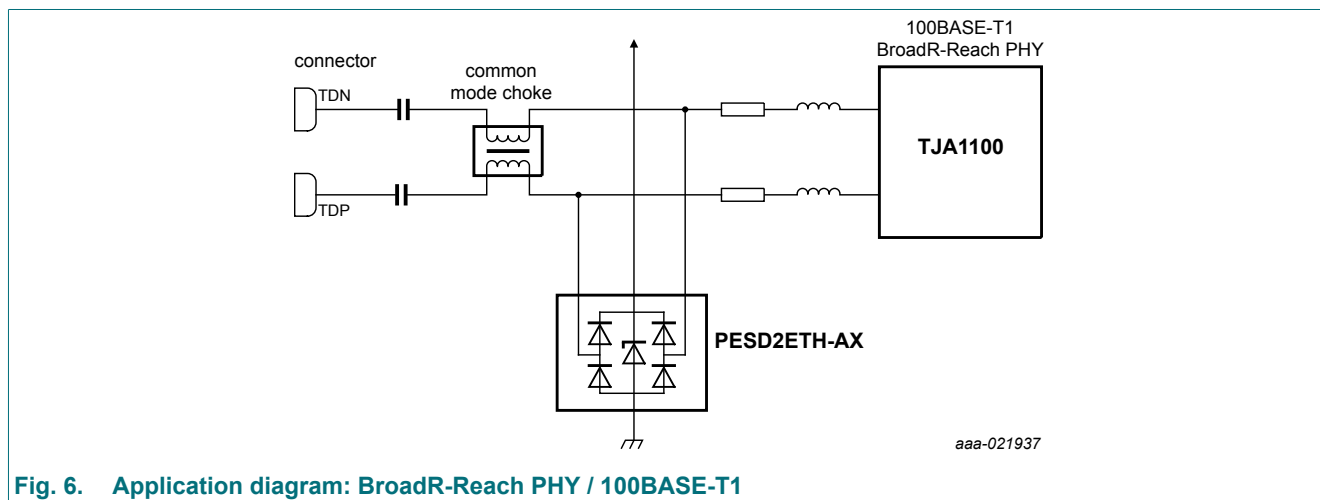 100BASE-T1
BroadR-Reach PHY
connector
common
mode choke
TDN
TJA1100
TDP
PESD2ETH-AX
aaa-021937
Fig. 6. Application diagram: BroadR-Reach PHY / 100BASE-T1